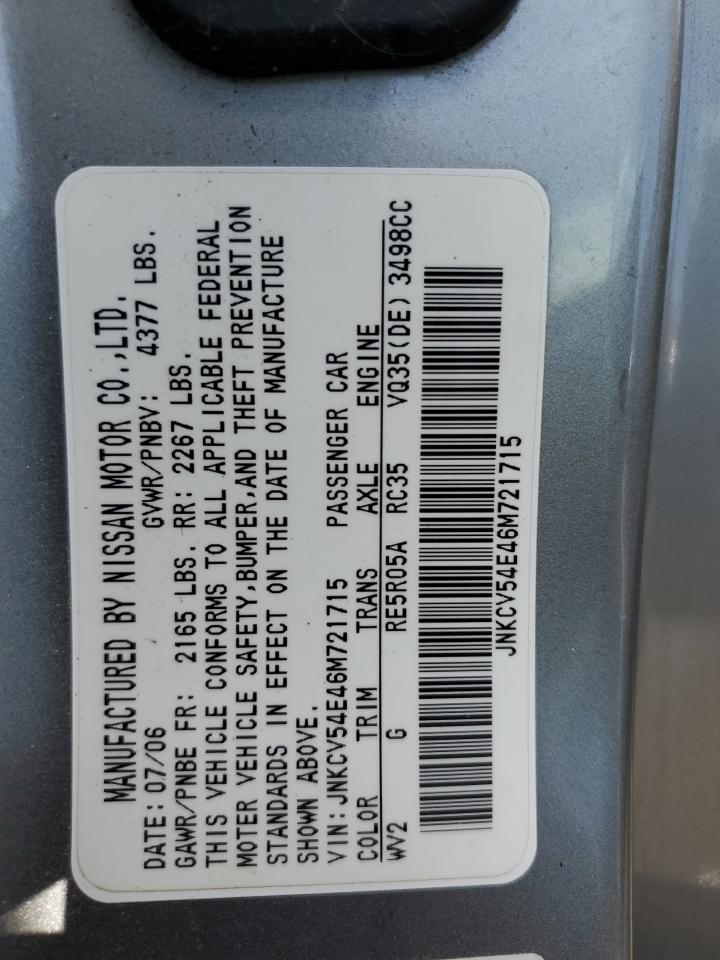 MANUFACTURED BY NISSAN MOTOR CO.,LTD.
DATE: 07/06 GVWR/PNBV: 4377 LBS.
GAWR/PNBE FR: 2165 LBS. RR: 2267 LBS.
THIS VEHICLE CONFORMS TO ALL APPLICABLE FEDERAL
MOTER VEHICLE SAFETY,BUMPER,AND THEFT PREVENTION
STANDARDS IN EFFECT ON THE DATE OF MANUFACTURE
SHOWN ABOVE.
VIN:JNKCV54E46M721715 PASSENGER CAR
COLOR TRIM TRANS AXLE ENGINE
WV2 G RE5R05A RC35 VQ35(DE) 3498CC
JNKCV54E46M721715